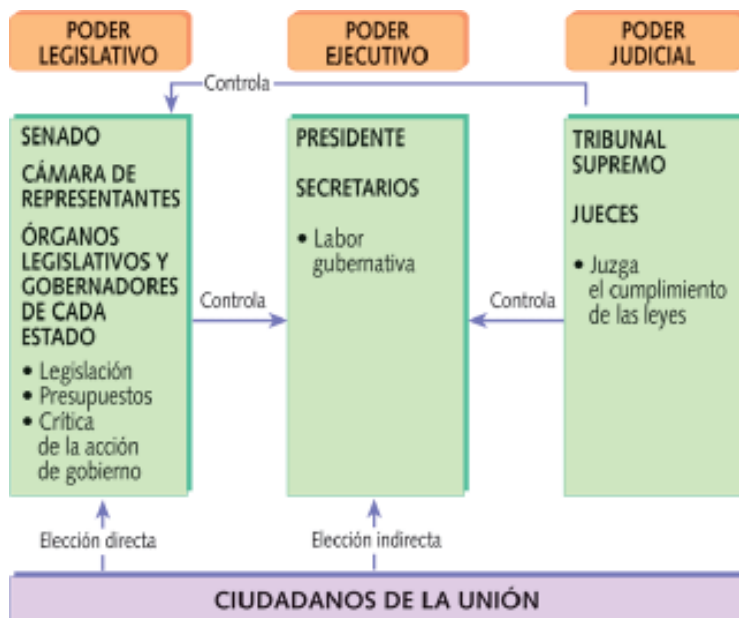 PODER
LEGISLATIVO
PODER
EJECUTIVO
PODER
JUDICIAL
Controla
SENADO
CÁMARA DE
REPRESENTANTES
ÓRGANOS
LEGISLATIVOS Y
GOBERNADORES
DE CADA
ESTADO
• Legislación
• Presupuestos
• Crítica
de la acción
de gobierno
Controla
PRESIDENTE
SECRETARIOS
• Labor
gubernativa
Controla
TRIBUNAL
SUPREMO
JUECES
• Juzga
el cumplimiento
de las leyes
Elección directa
Elección indirecta
CIUDADANOS DE LA UNIÓN